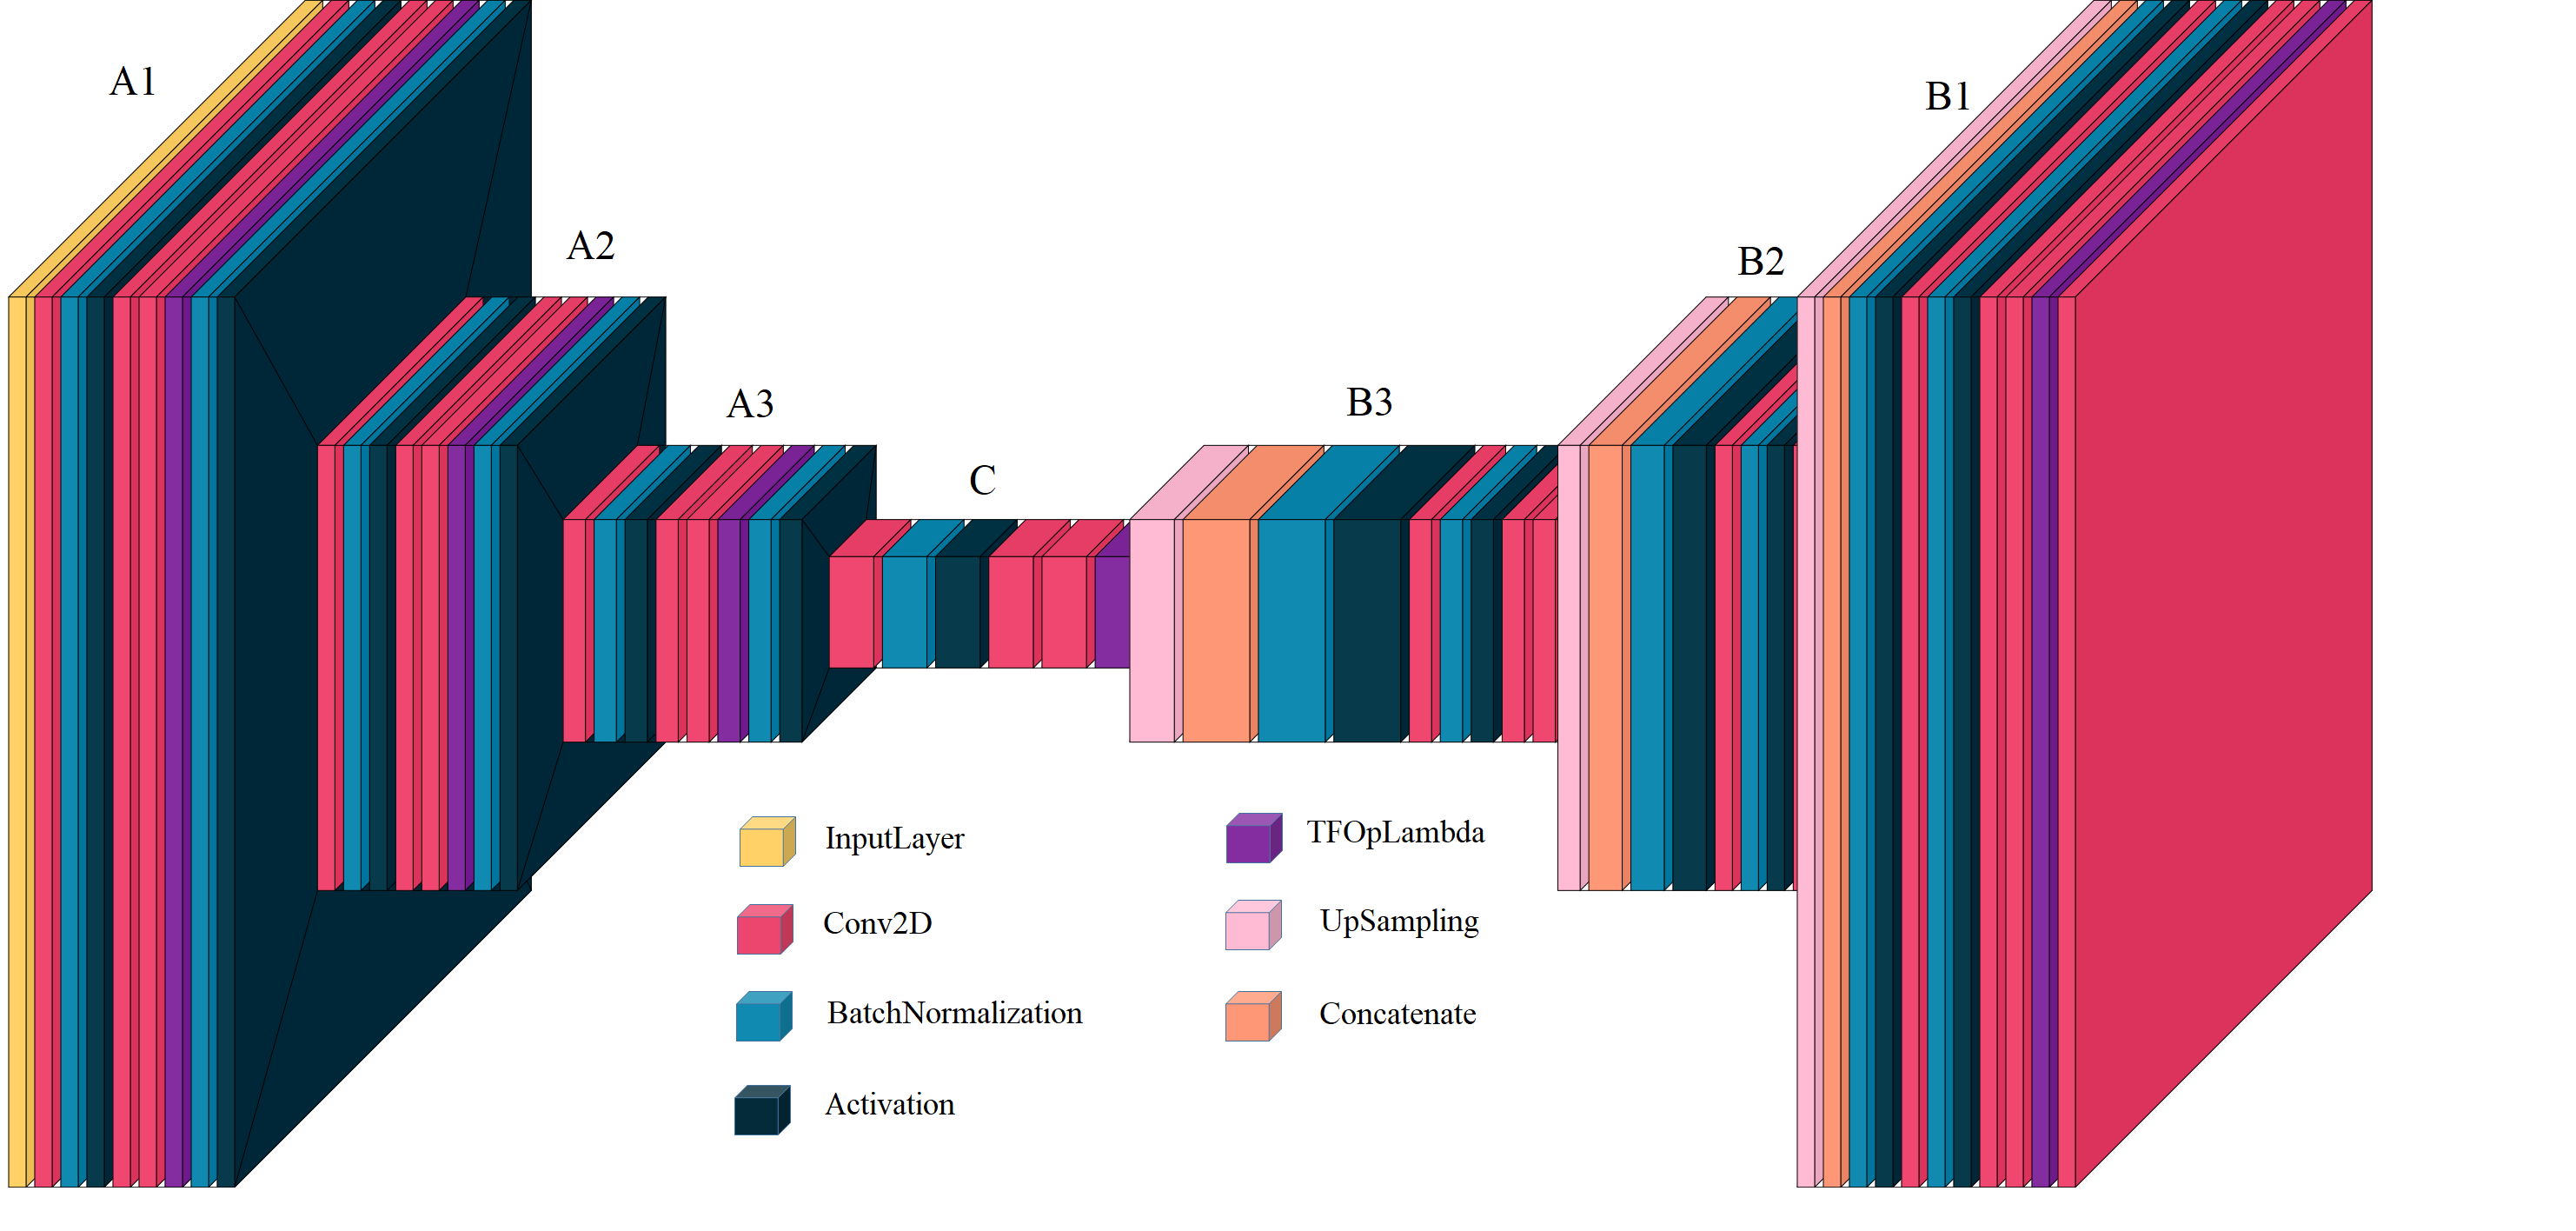 A1
B1
A2
B2
A3
B3
C
InputLayer
TFOpLambda
Conv2D
UpSampling
BatchNormalization
Concatenate
Activation